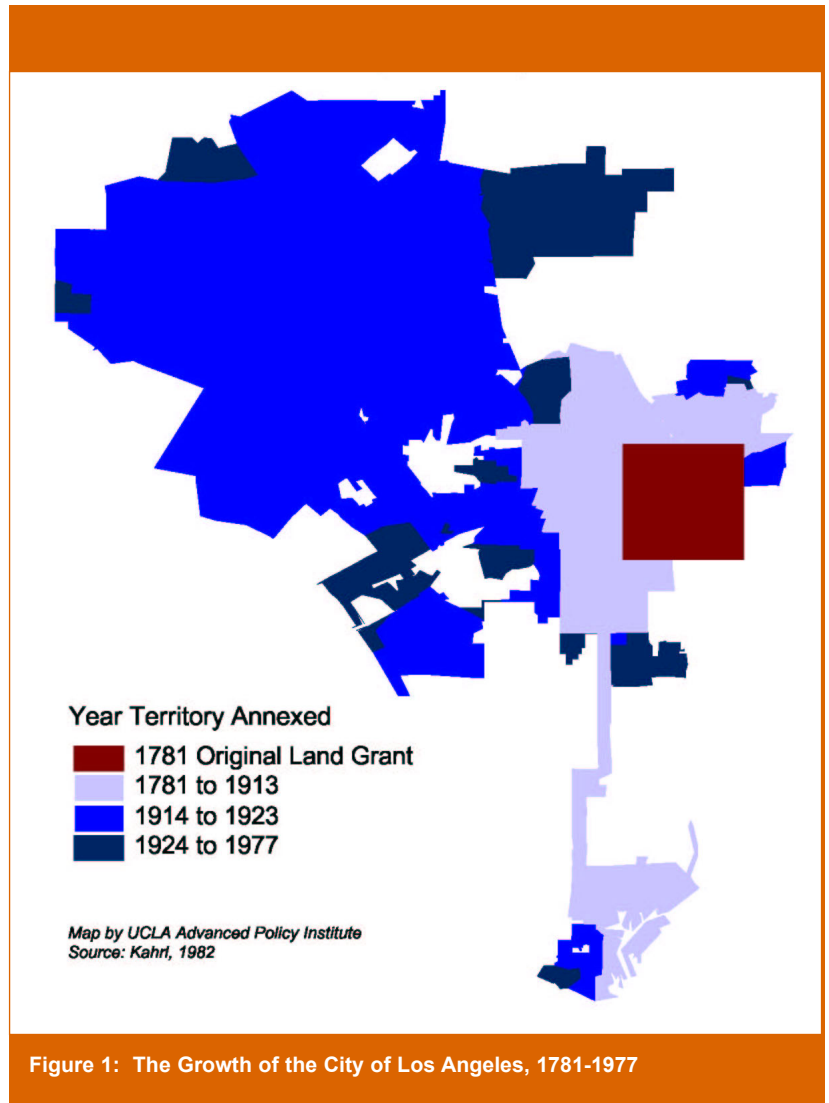 Year Territory Annexed
1781 Original Land Grant
1781 to 1913
1914 to 1923
1924 to 1977
Map by UCLA Advanced Policy Institute
Source: Kahrl, 1982
Figure 1: The Growth of the City of Los Angeles, 1781-1977